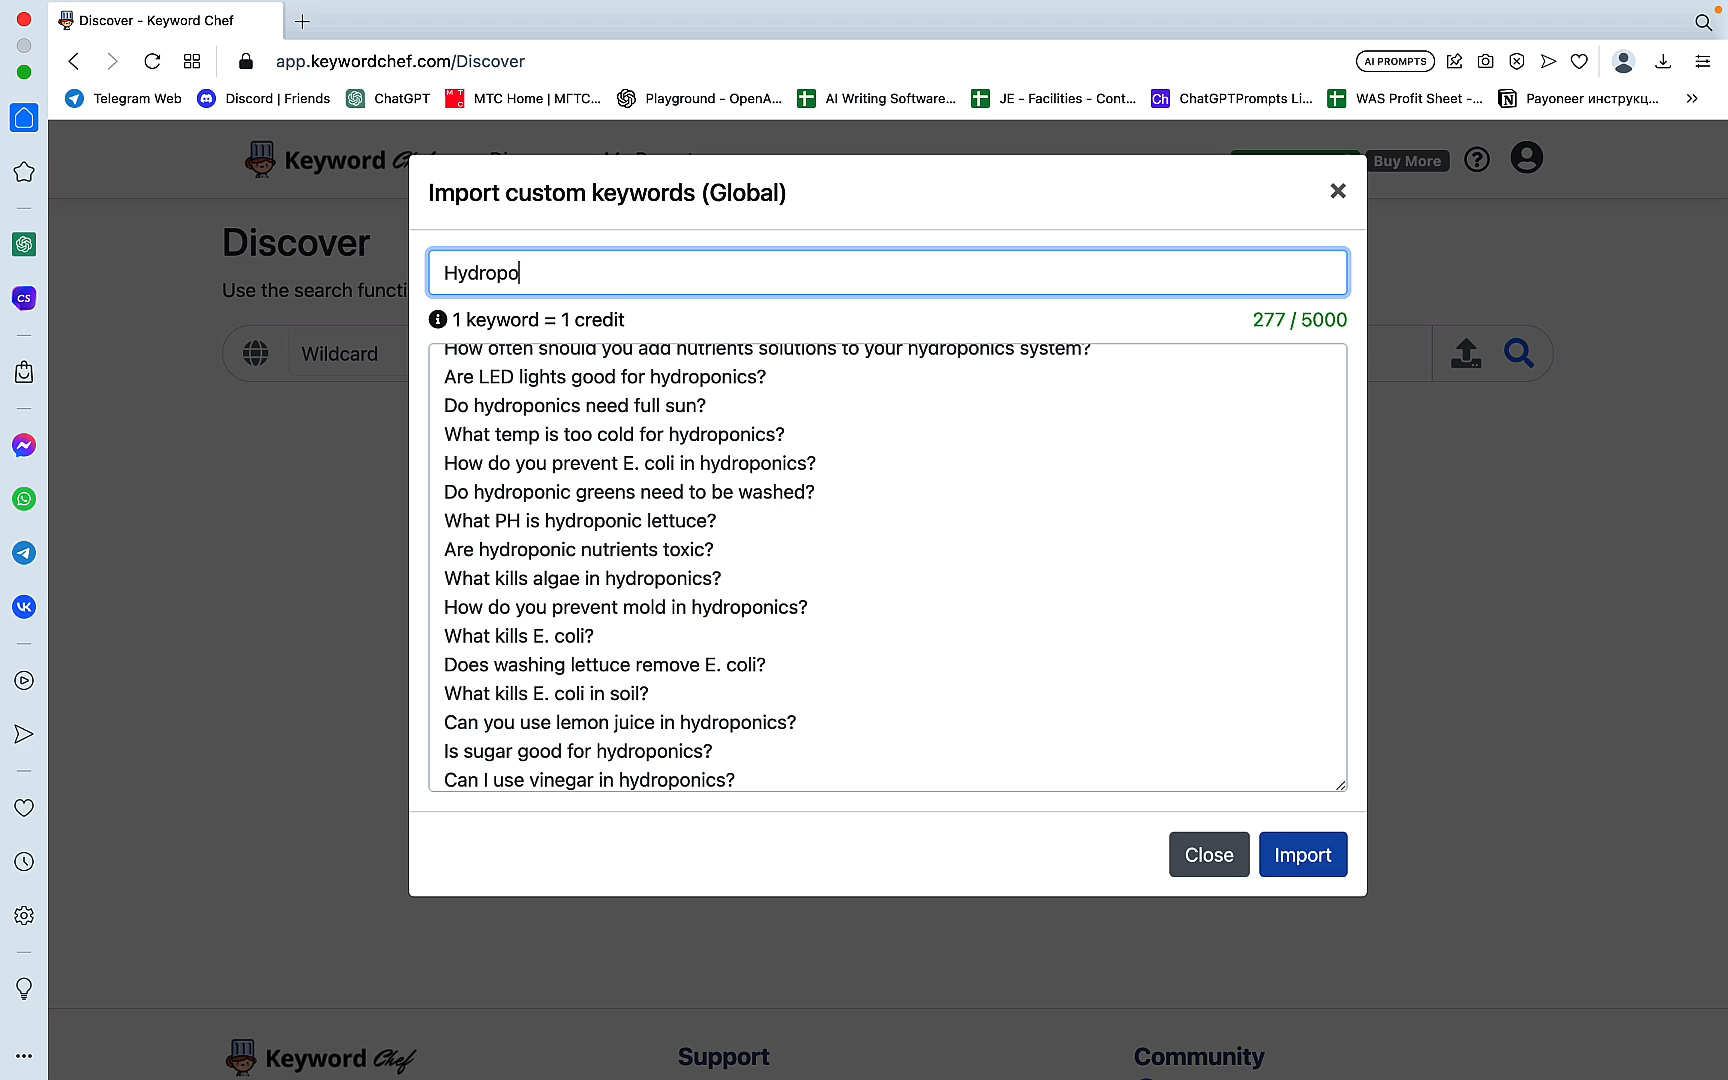 Discover - Keyword Chef
app.keywordchef.com/Discover
AI PROMPTS
Telegram Web
Discord | Friends
ChatGPT
МТС
МТС Home | МГТС...
Playground - OpenA...
AI Writing Software...
JE - Facilities - Cont...
Ch
ChatGPTPrompts Li...
WAS Profit Sheet -...
Payoneer инструкц...
Keyword
Buy More
Import custom keywords (Global)
Discover
Hydropo
Use the search functi
1 keyword = 1 credit
277 / 5000
Wildcard
How often should you add nutrients solutions to your hydroponics system?
Are LED lights good for hydroponics?
Do hydroponics need full sun?
What temp is too cold for hydroponics?
How do you prevent E. coli in hydroponics?
Do hydroponic greens need to be washed?
What PH is hydroponic lettuce?
Are hydroponic nutrients toxic?
What kills algae in hydroponics?
How do you prevent mold in hydroponics?
What kills E. coli?
Does washing lettuce remove E. coli?
What kills E. coli in soil?
Can you use lemon juice in hydroponics?
Is sugar good for hydroponics?
Can I use vinegar in hydroponics?
Close
Import
CS
Keyword Chef
Support
Community